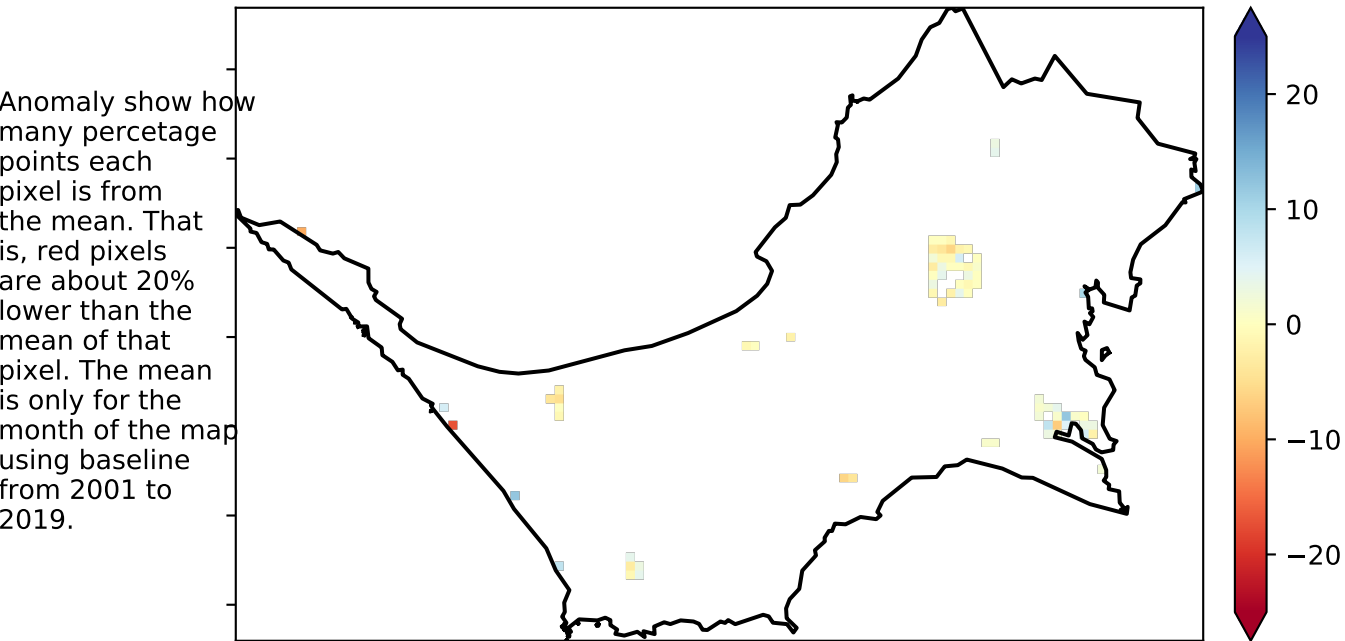 Anomaly show how
many percetage
points each
pixel is from
the mean. That
is, red pixels
are about 20%
lower than the
mean of that
pixel. The mean
is only for the
month of the map
using baseline
from 2001 to
2019.
20
10
0
−10
−20